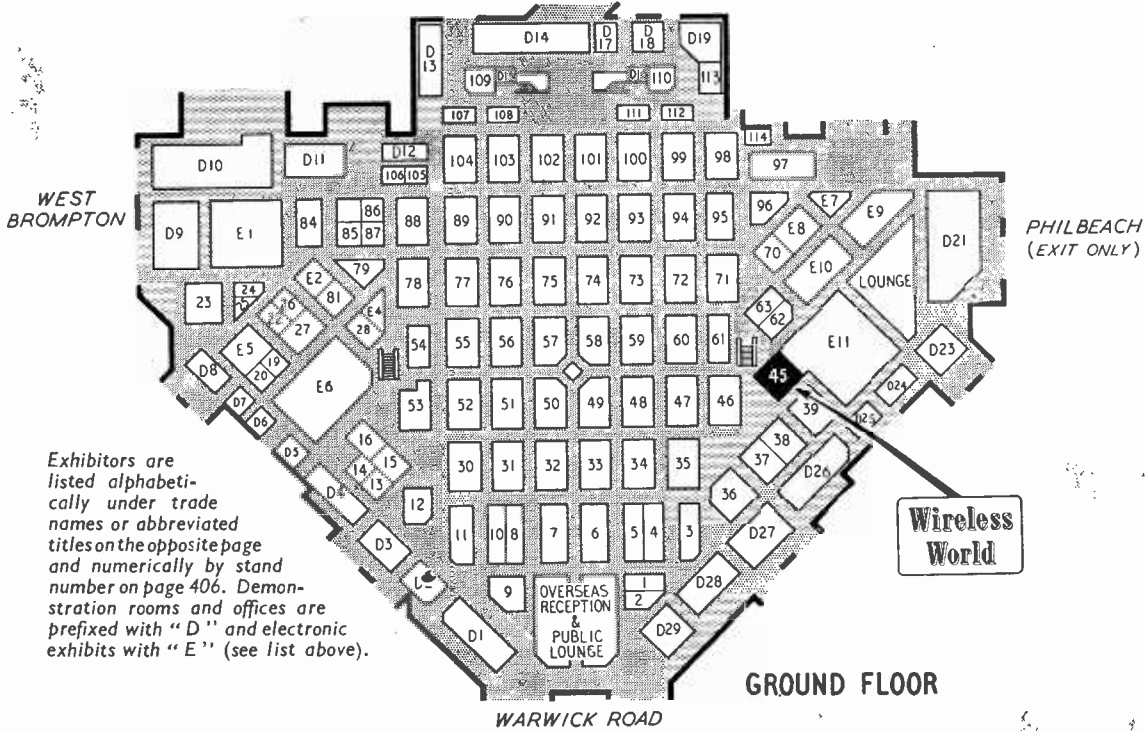 D14
D 17
D 18
D19
D 13
109
D1
D1
110
113
107
108
111
112
114
D10
D11
D12
106 105
104
103
102
101
100
99
98
97
WEST BROMPTON
D9
E1
84
86
85 87
88
89
90
91
92
93
94
95
96
E7
E8
E9
70
D21
PHILBEACH
(EXIT ONLY)
E2
79
81
78
77
76
75
74
73
72
71
E10
LOUNGE
23
24
26
27
E4
28
63
62
54
55
56
57
58
59
60
61
E11
D23
E5
19
20
D8
E6
45
D24
D7
D6
53
52
51
50
49
48
47
46
39
D25
D5
16
15
14
13
30
31
32
33
34
35
38
37
D26
36
D4
12
D3
11
10 8
7
6
5 4
3
D27
Wireless
World
Exhibitors are
listed alphabeti-
cally under trade
names or abbreviated
titles on the opposite page
and numerically by stand
number on page 406. Demon-
stration rooms and offices are
prefixed with "D" and electronic
exhibits with "E" (see list above).
9
OVERSEAS
RECEPTION
&
PUBLIC
LOUNGE
1
2
D28
D29
D1
GROUND FLOOR
WARWICK ROAD